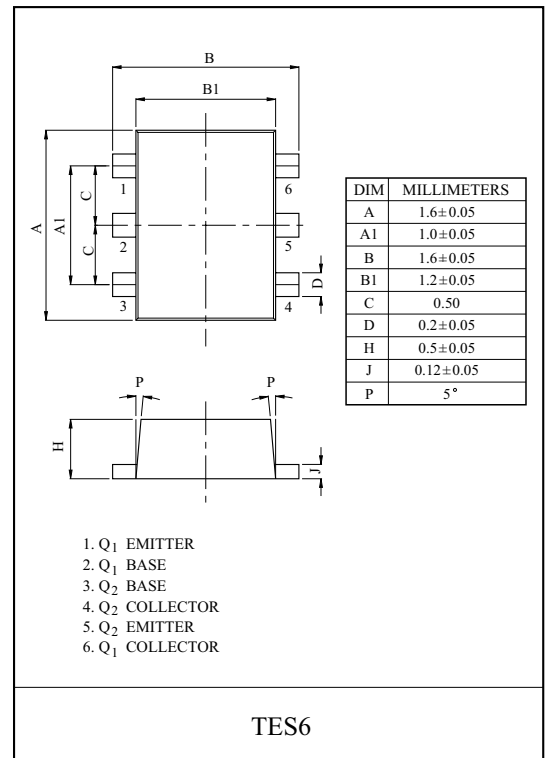 B
B1
A
A1
C
C
D
1
2
3
6
5
4
DIM MILLIMETERS
A 1.6±0.05
A1 1.0±0.05
B 1.6±0.05
B1 1.2±0.05
C 0.50
D 0.2±0.05
H 0.5±0.05
J 0.12±0.05
P 5°
P P
H
J
1. Q1 EMITTER
2. Q1 BASE
3. Q2 BASE
4. Q2 COLLECTOR
5. Q2 EMITTER
6. Q1 COLLECTOR
TES6